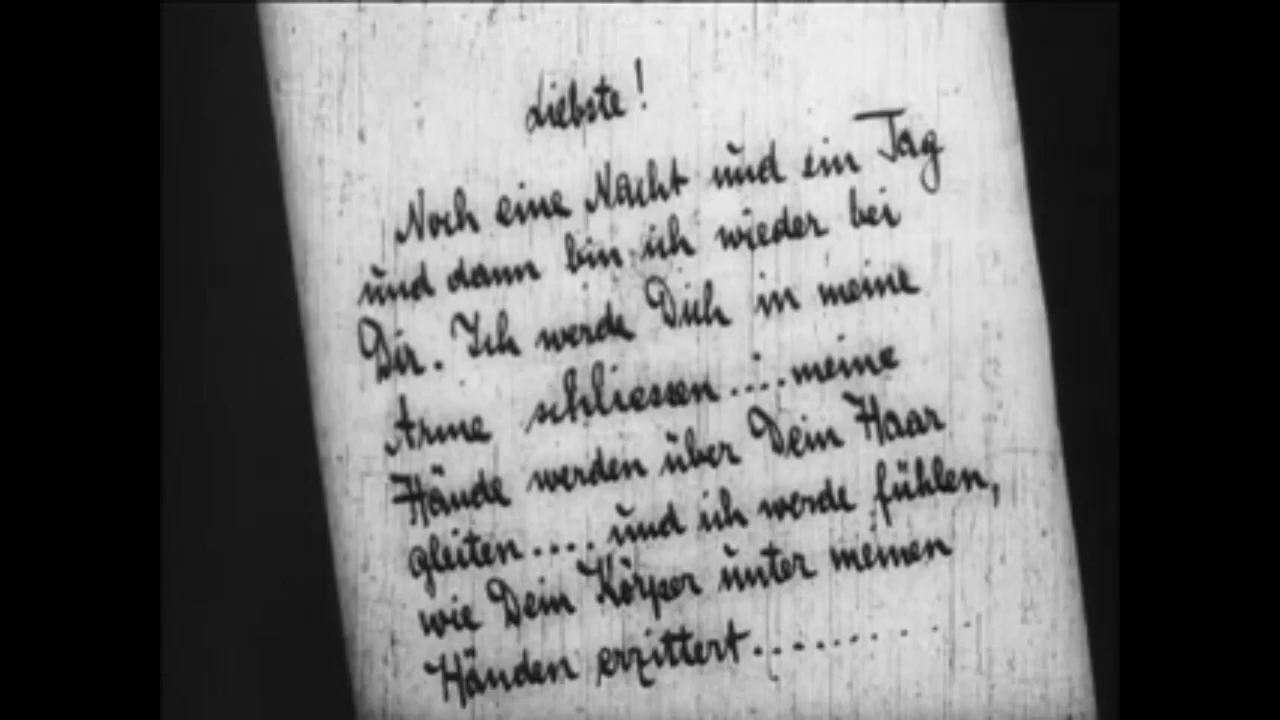 Liebste!
Noch eine Nacht und ein Tag
und dann bin ich wieder bei
Dir. Ich werde Dich in meine
Arme schliessen....meine
Hände werden über Dein Haar
gleiten.... und ich werde fühlen,
wie Dein Körper unter meinen
Händen erzittert..........